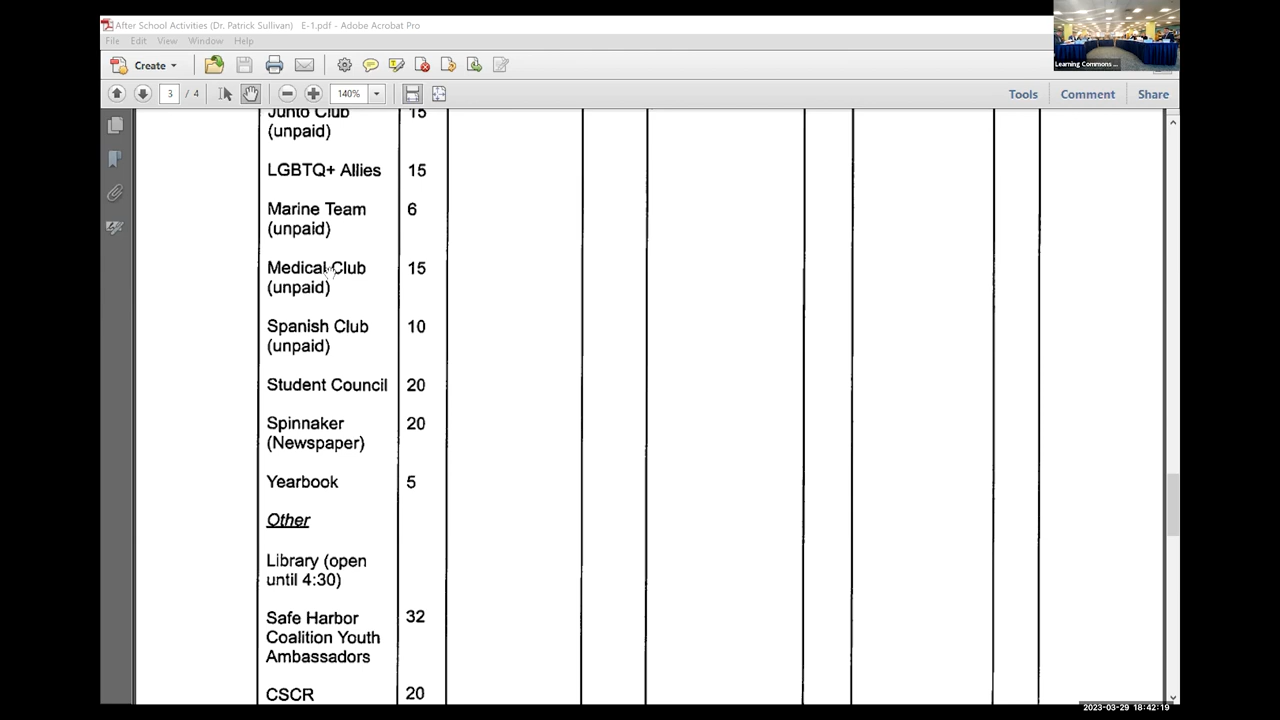 After School Activities (Dr. Patrick Sullivan) E-1.pdf - Adobe Acrobat Pro
File Edit View Window Help
Create
3 / 4 140% Tools Comment Share
Learning Commons ...
Junto Club 15
(unpaid)
LGBTQ+ Allies 15
Marine Team 6
(unpaid)
Medical Club 15
(unpaid)
Spanish Club 10
(unpaid)
Student Council 20
Spinnaker 20
(Newspaper)
Yearbook 5
Other
Library (open
until 4:30)
Safe Harbor 32
Coalition Youth
Ambassadors
CSCR 20
2023-03-29 18:42:19